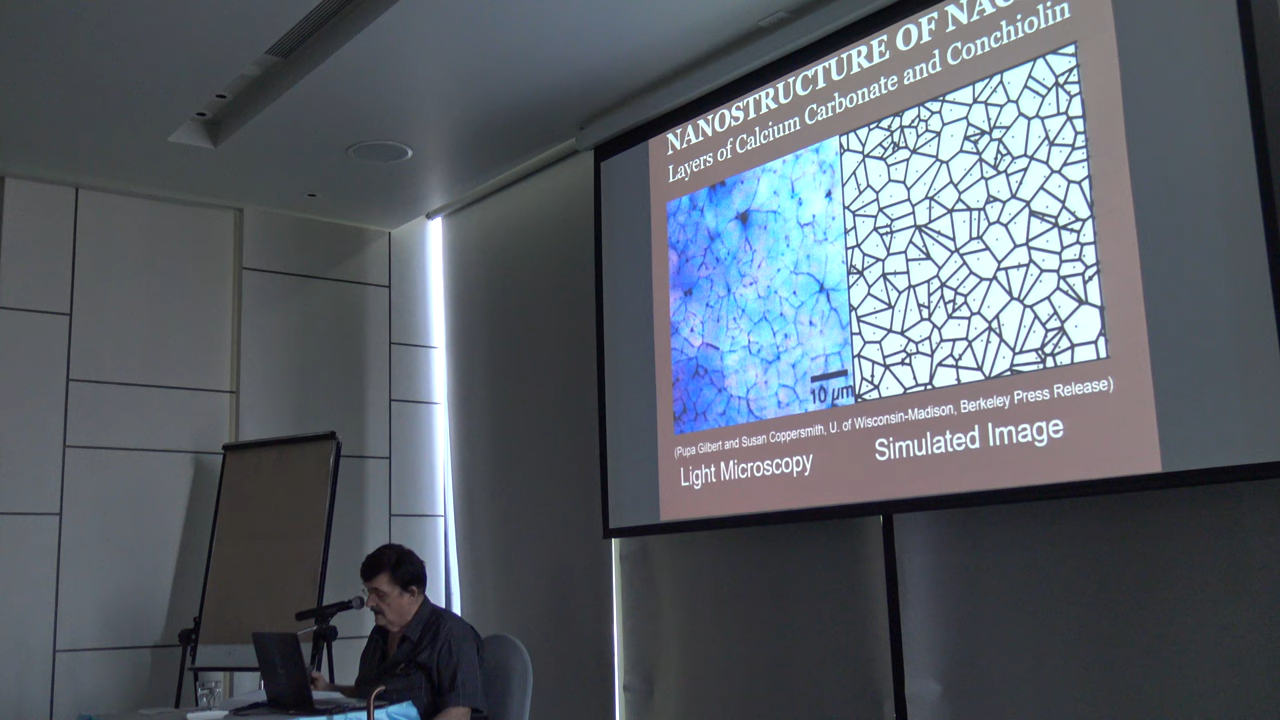 NANOSTRUCTURE OF
Layers of Calcium Carbonate and Conchiolin
10 µm
(Pupa Gilbert and Susan Coppersmith, U. of Wisconsin-Madison, Berkeley Press Release)
Light Microscopy
Simulated Image